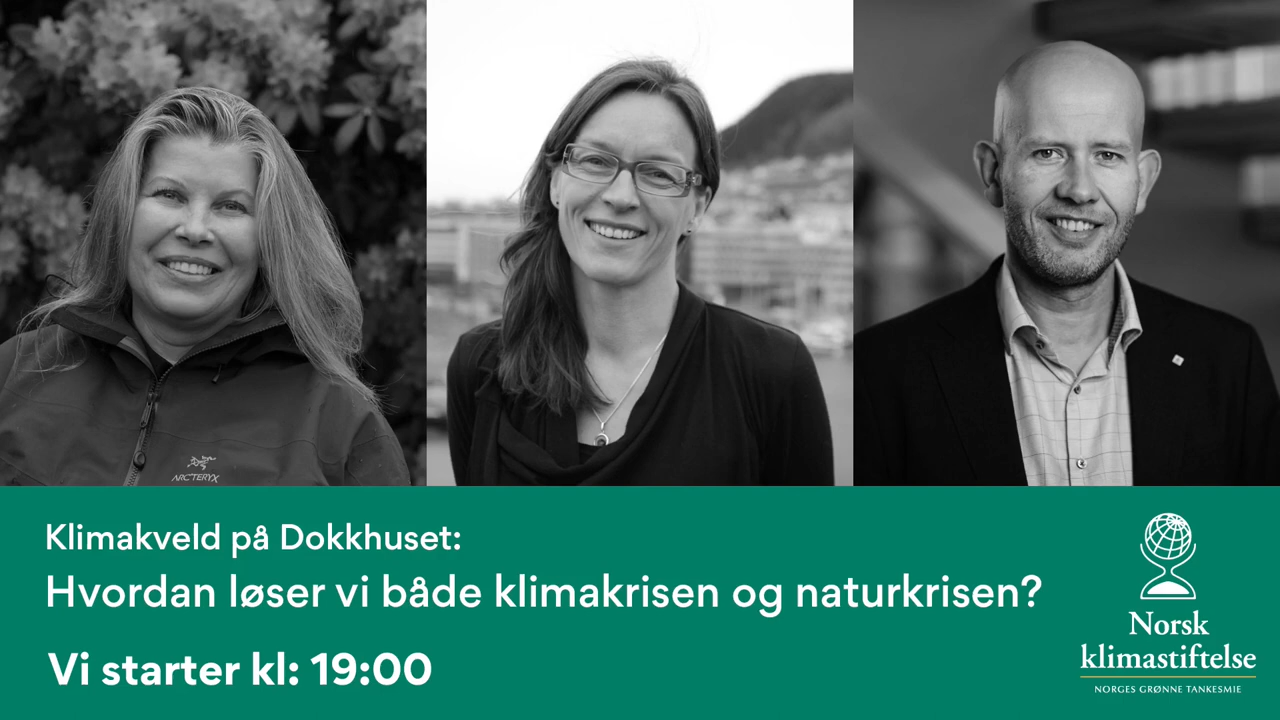 ARC'TERYX
Klimakveld på Dokkhuset:
Hvordan løser vi både klimakrisen og naturkrisen?
Vi starter kl: 19:00
Norsk
klimastiftelse
NORGES GRØNNE TANKESMIE